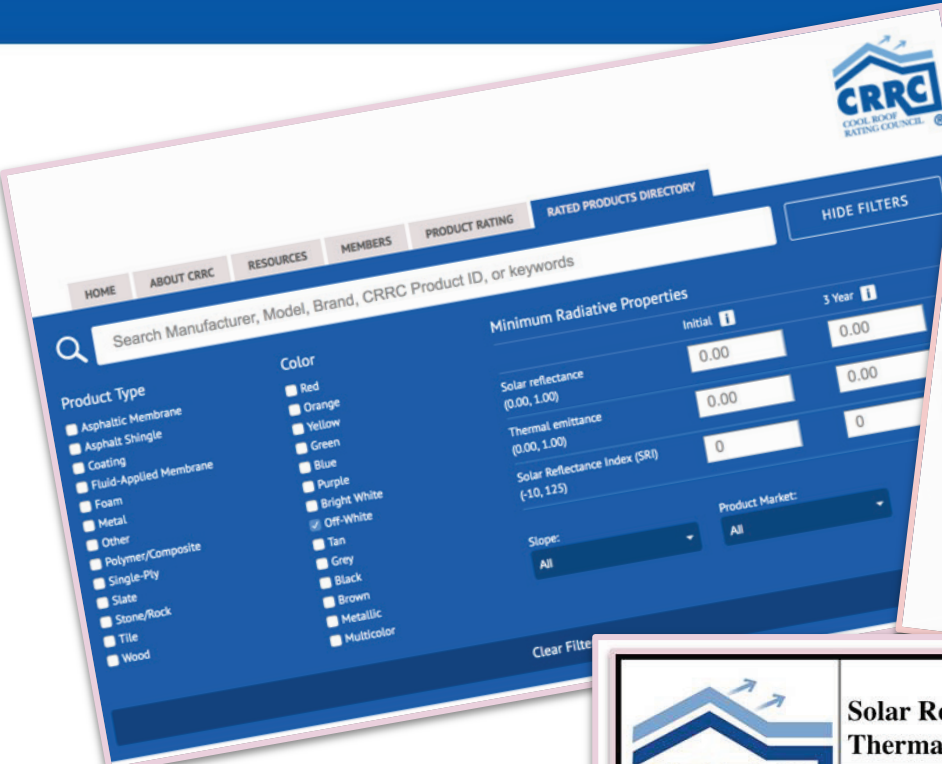 CRRC
COOL ROOF
RATING COUNCIL ®
HOME
ABOUT CRRC
RESOURCES
MEMBERS
PRODUCT RATING
RATED PRODUCTS DIRECTORY
HIDE FILTERS
Search Manufacturer, Model, Brand, CRRC Product ID, or keywords
Product Type
Asphaltic Membrane
Asphalt Shingle
Coating
Fluid-Applied Membrane
Foam
Metal
Other
Polymer/Composite
Single-Ply
Slate
Stone/Rock
Tile
Wood
Color
Red
Orange
Yellow
Green
Blue
Purple
Bright White
Off-White
Tan
Grey
Black
Brown
Metallic
Multicolor
Minimum Radiative Properties
Initial i
3 Year i
Solar reflectance
(0.00, 1.00)
0.00
0.00
Thermal emittance
(0.00, 1.00)
0.00
0.00
Solar Reflectance Index (SRI)
(-10, 125)
0
0
Slope:
All
Product Market:
All
Clear Filte
Solar Re
Therma